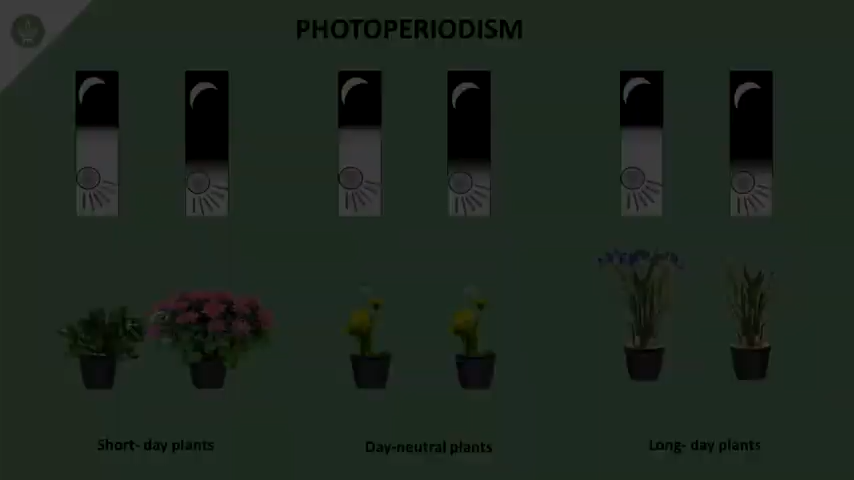 PHOTOPERIODISM
Short- day plants
Day-neutral plants
Long- day plants